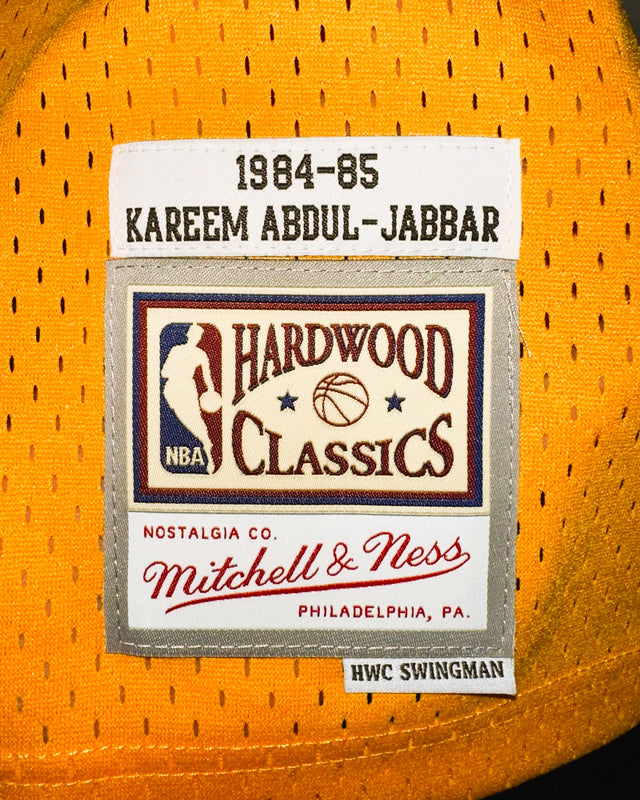 1984-85
KAREEM ABDUL-JABBAR
HARDWOOD
NBA
CLASSICS
NOSTALGIA CO.
Mitchell & Ness
PHILADELPHIA, PA.
HWC SWINGMAN